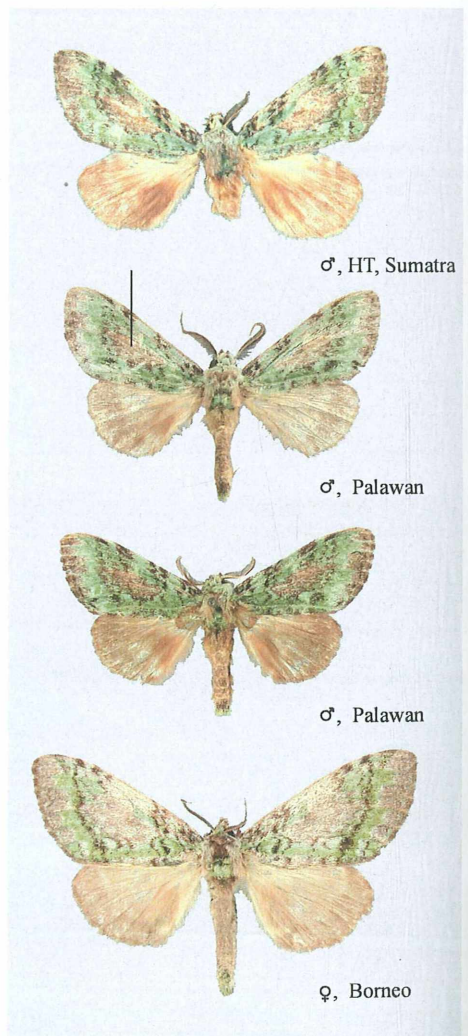 ♂, HT, Sumatra
♂, Palawan
♂, Palawan
♀, Borneo